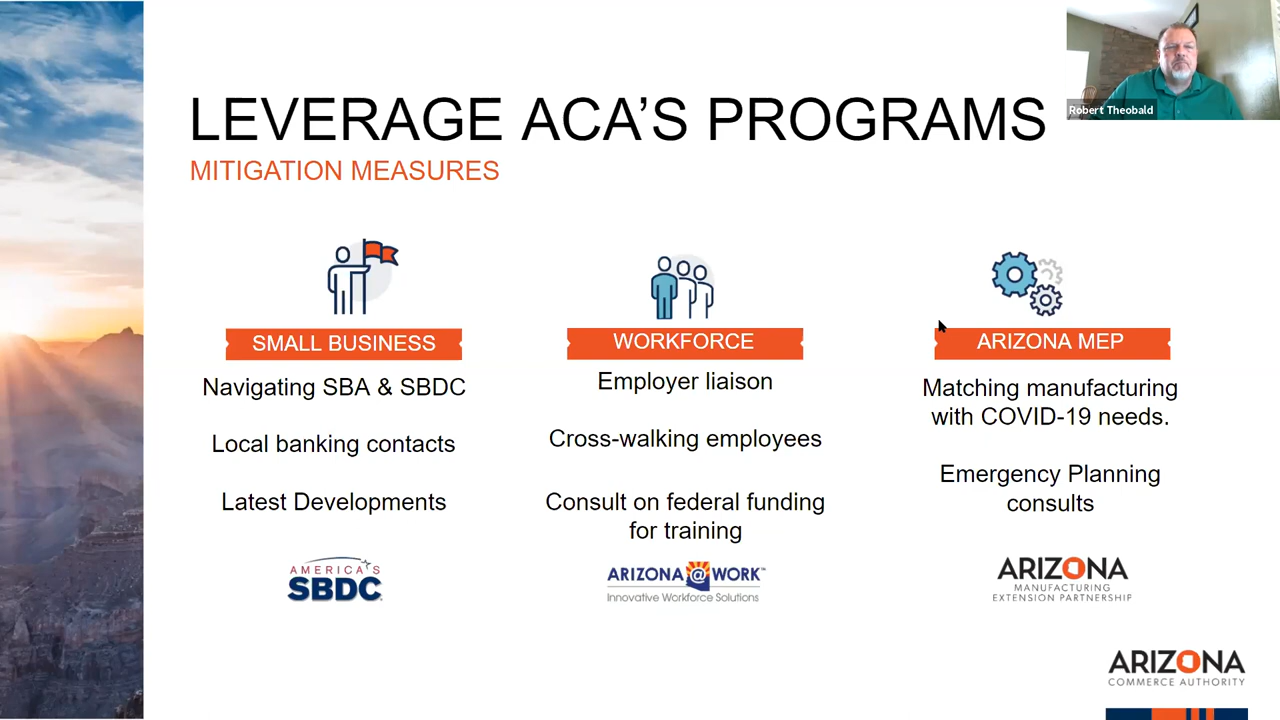 LEVERAGE ACA'S PROGRAMS
MITIGATION MEASURES
Robert Theobald
SMALL BUSINESS
Navigating SBA & SBDC
Local banking contacts
Latest Developments
AMERICA'S
SBDC
WORKFORCE
Employer liaison
Cross-walking employees
Consult on federal funding
for training
ARIZONA@WORK™
Innovative Workforce Solutions
ARIZONA MEP
Matching manufacturing
with COVID-19 needs.
Emergency Planning
consults
ARIZONA
MANUFACTURING
EXTENSION PARTNERSHIP
ARIZONA
COMMERCE AUTHORITY